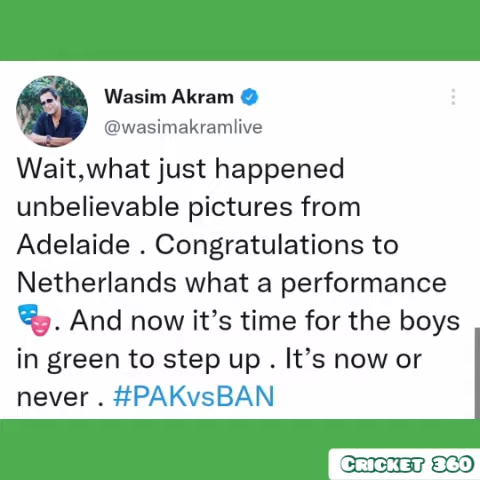 Wasim Akram
@wasimakramlive
Wait,what just happened
unbelievable pictures from
Adelaide . Congratulations to
Netherlands what a performance
🎭. And now it’s time for the boys
in green to step up . It’s now or
never . #PAKvsBAN
CRICKET 360